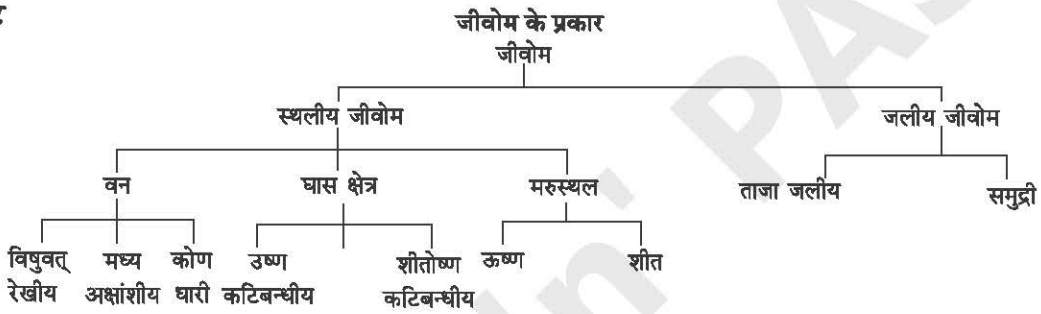 जीवोम के प्रकार
जीवोम
स्थलीय जीवोम
जलीय जीवोम
वन
घास क्षेत्र
मरुस्थल
ताजा जलीय
समुद्री
विषुवत्
रेखीय
मध्य
अक्षांशीय
कोण
घारी
उष्ण
कटिबन्धीय
शीतोष्ण
कटिबन्धीय
ऊष्ण
शीत